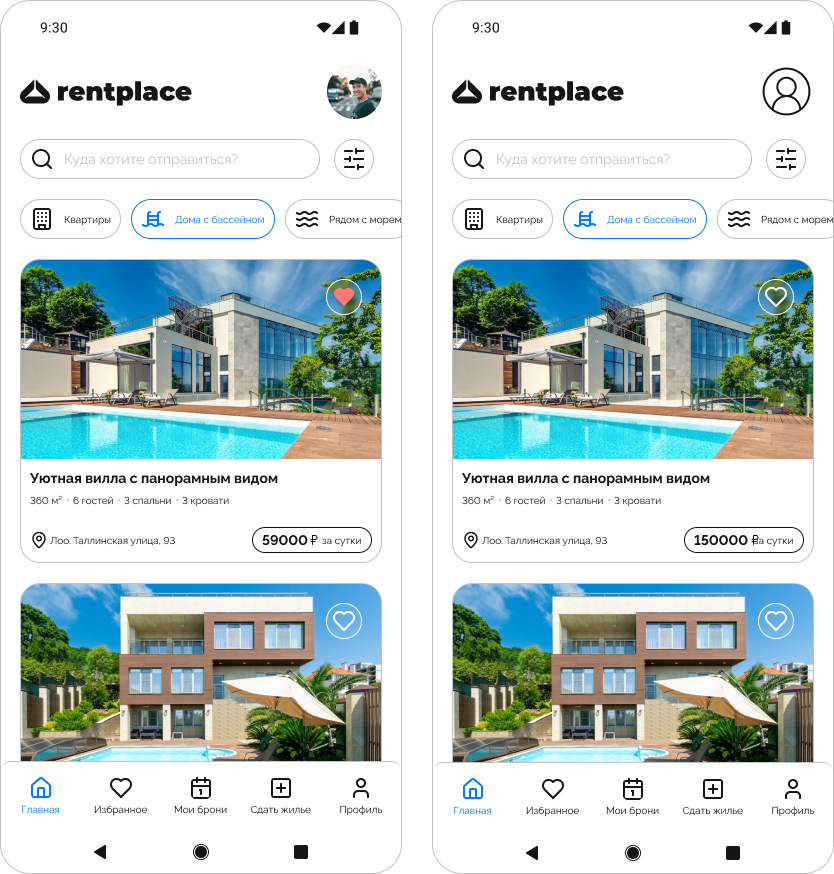 9:30
rentplace
Куда хотите отправиться?
Квартиры
Дома с бассейном
Рядом с морем
Уютная вилла с панорамным видом
360 м² · 6 гостей · 3 спальни · 3 кровати
Лоо. Таллинская улица, 93
59000 ₽ за сутки
Главная
Избранное
Мои брони
Сдать жилье
Профиль
9:30
rentplace
Куда хотите отправиться?
Квартиры
Дома с бассейном
Рядом с морем
Уютная вилла с панорамным видом
360 м² · 6 гостей · 3 спальни · 3 кровати
Лоо. Таллинская улица, 93
150000 ₽ за сутки
Главная
Избранное
Мои брони
Сдать жилье
Профиль